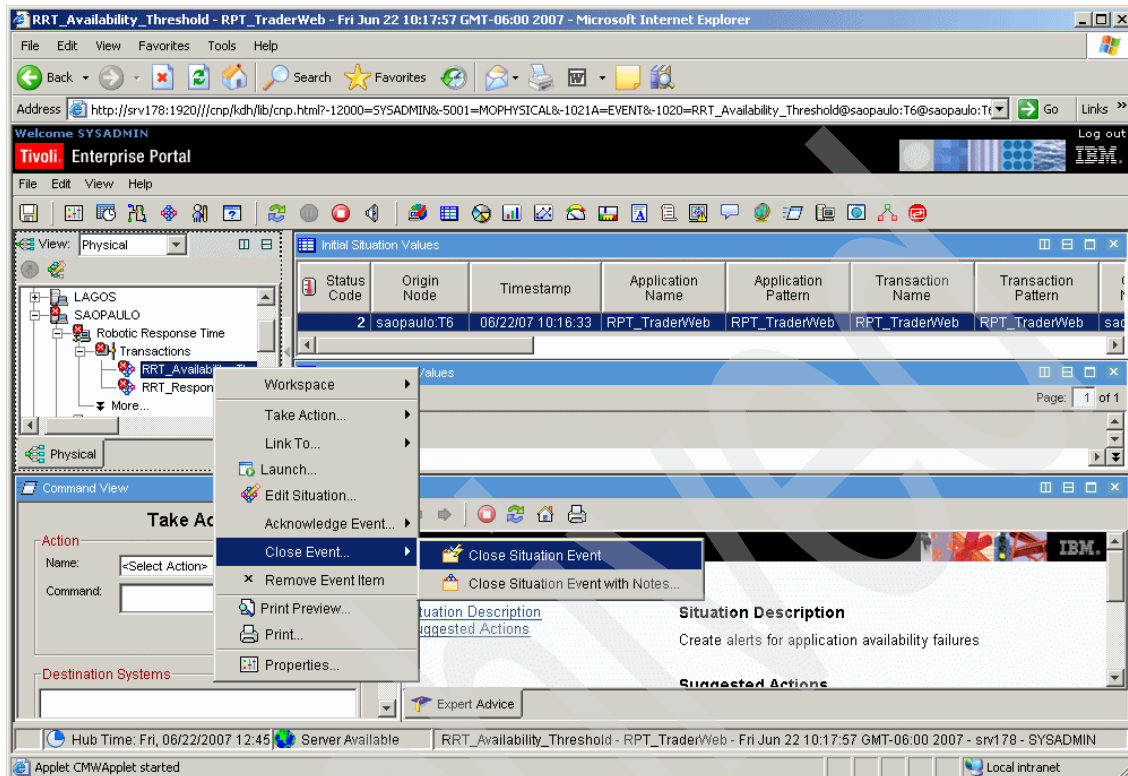 RRT_Availability_Threshold - RPT_TraderWeb - Fri Jun 22 10:17:57 GMT-06:00 2007 - Microsoft Internet Explorer
File Edit View Favorites Tools Help
Back Search Favorites
Address http://srv178:1920///cnp/kdh/lib/cnp.html?-12000=SYSADMIN&-5001=MOPHYSICAL&-1021A=EVENT&-1020=RRT_Availability_Threshold@saopaulo:T6@saopaulo:T6 Go Links »
Welcome SYSADMIN Log out
Tivoli. Enterprise Portal IBM.
File Edit View Help
View: Physical
LAGOS
SAOPAULO
Robotic Response Time
Transactions
RRT_Availab
RRT_Respon
More...
Physical
Initial Situation Values
Status Code Origin Node Timestamp Application Name Application Pattern Transaction Name Transaction Pattern
2 saopaulo:T6 06/22/07 10:16:33 RPT_TraderWeb RPT_TraderWeb RPT_TraderWeb RPT_TraderWeb sao
Values
Page: 1 of 1
Workspace
Take Action...
Link To...
Launch...
Edit Situation...
Acknowledge Event...
Close Event...
Remove Event Item
Print Preview...
Print...
Properties...
Close Situation Event
Close Situation Event with Notes...
Command View
Take Ac
Action
Name: <Select Action>
Command:
Destination Systems
IBM.
tuation Description
uggested Actions
Situation Description
Create alerts for application availability failures
Suggested Actions
Expert Advice
Hub Time: Fri, 06/22/2007 12:45 Server Available RRT_Availability_Threshold - RPT_TraderWeb - Fri Jun 22 10:17:57 GMT-06:00 2007 - srv178 - SYSADMIN
Applet CMWApplet started Local intranet